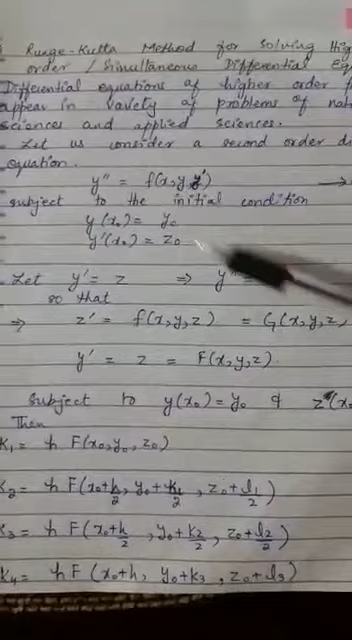 Runge-Kutta Method for Solving Hig
order / Simultaneous Differential Eq
Differential equations of higher order f
appear in vavety of problems of nat
sciences and applied sciences.
- Let us consider a second order di
equation.
y'' = f(x,y,y') →
subject to the initial condition
y(x₀) = y₀
y'(x₀) = z₀
- Let y' = z ⇒ y''
so that
⇒ z' = f(x,y,z) = G(x,y,z,
y' = z = F(x,y,z)
subject to y(x₀) = y₀ & z(x₀
Then
K₁ = h F(x₀,y₀,z₀)
K₂ = h F(x₀+h/2, y₀+k₁/2, z₀+l₁/2)
K₃ = h F(x₀+h/2, y₀+k₂/2, z₀+l₂/2)
K₄ = h F(x₀+h, y₀+k₃, z₀+l₃)